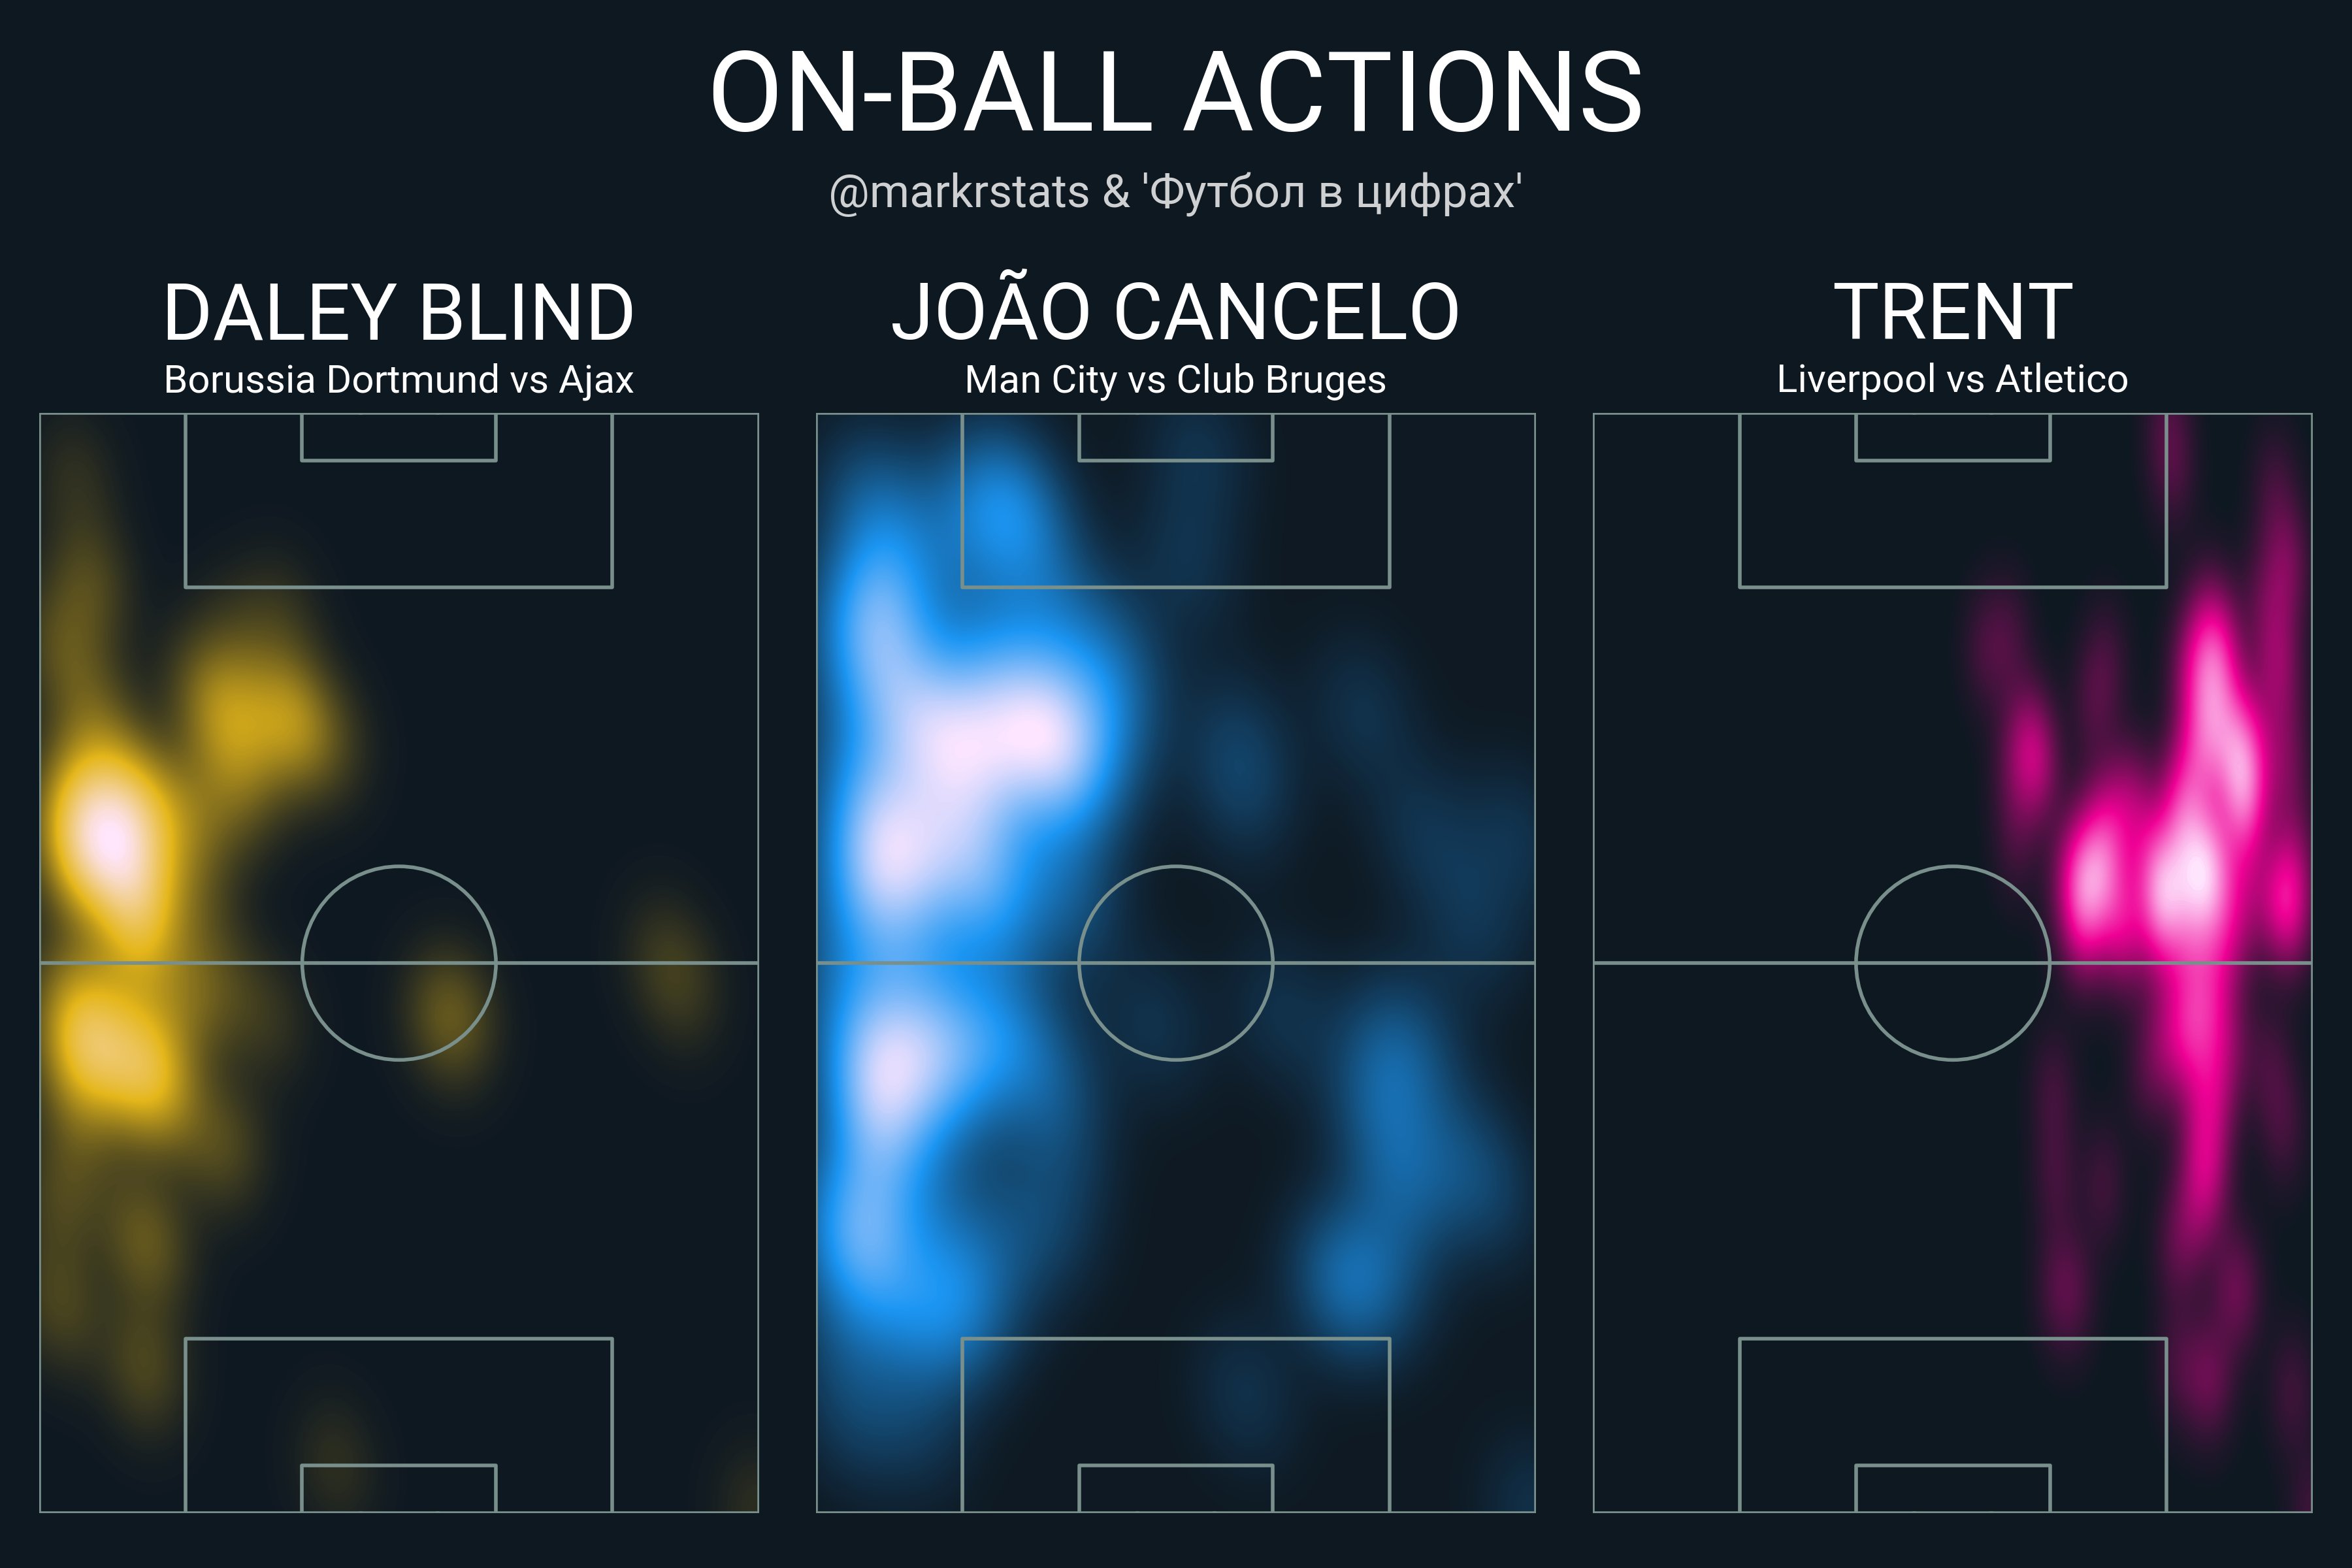 ON-BALL ACTIONS
@markrstats & 'Футбол в цифрах'
DALEY BLIND
Borussia Dortmund vs Ajax
JOÃO CANCELO
Man City vs Club Bruges
TRENT
Liverpool vs Atletico